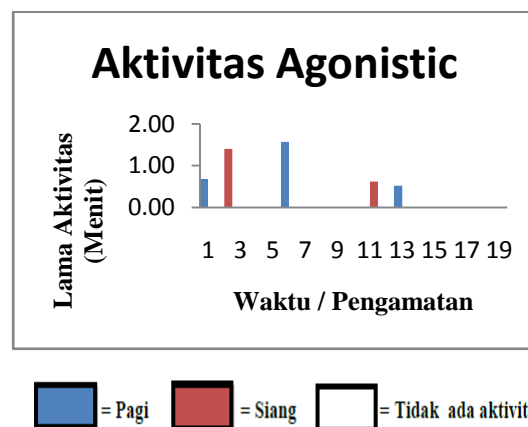 Aktivitas Agonistic
Lama Aktivitas
(Menit)
2.00
1.00
0.00
1 3 5 7 9 11 13 15 17 19
Waktu / Pengamatan
= Pagi = Siang = Tidak ada aktivit